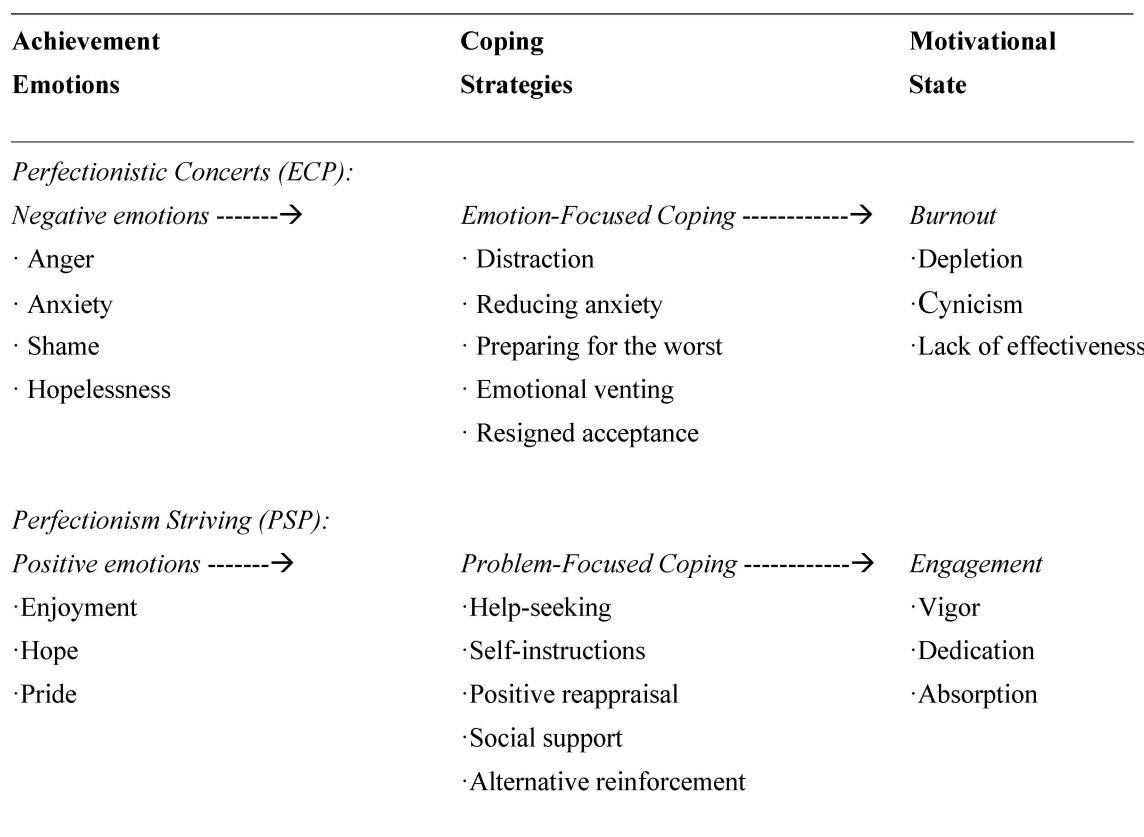 Achievement Coping Motivational
Emotions Strategies State
Perfectionistic Concerts (ECP):
Negative emotions -------→ Emotion-Focused Coping ------------→ Burnout
· Anger · Distraction ·Depletion
· Anxiety · Reducing anxiety ·Cynicism
· Shame · Preparing for the worst ·Lack of effectiveness
· Hopelessness · Emotional venting
· Resigned acceptance
Perfectionism Striving (PSP):
Positive emotions -------→ Problem-Focused Coping ------------→ Engagement
·Enjoyment ·Help-seeking ·Vigor
·Hope ·Self-instructions ·Dedication
·Pride ·Positive reappraisal ·Absorption
·Social support
·Alternative reinforcement